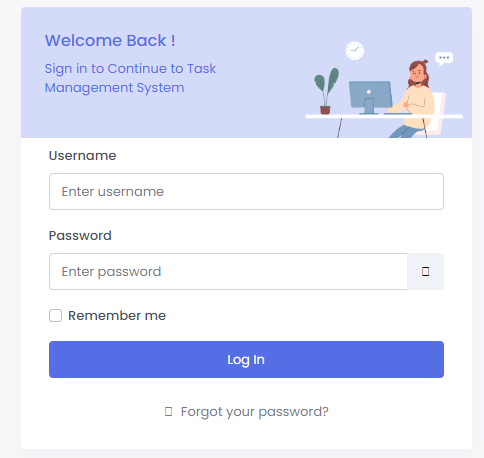 Welcome Back !
Sign in to Continue to Task
Management System
Username
Enter username
Password
Enter password
Remember me
Log In
Forgot your password?